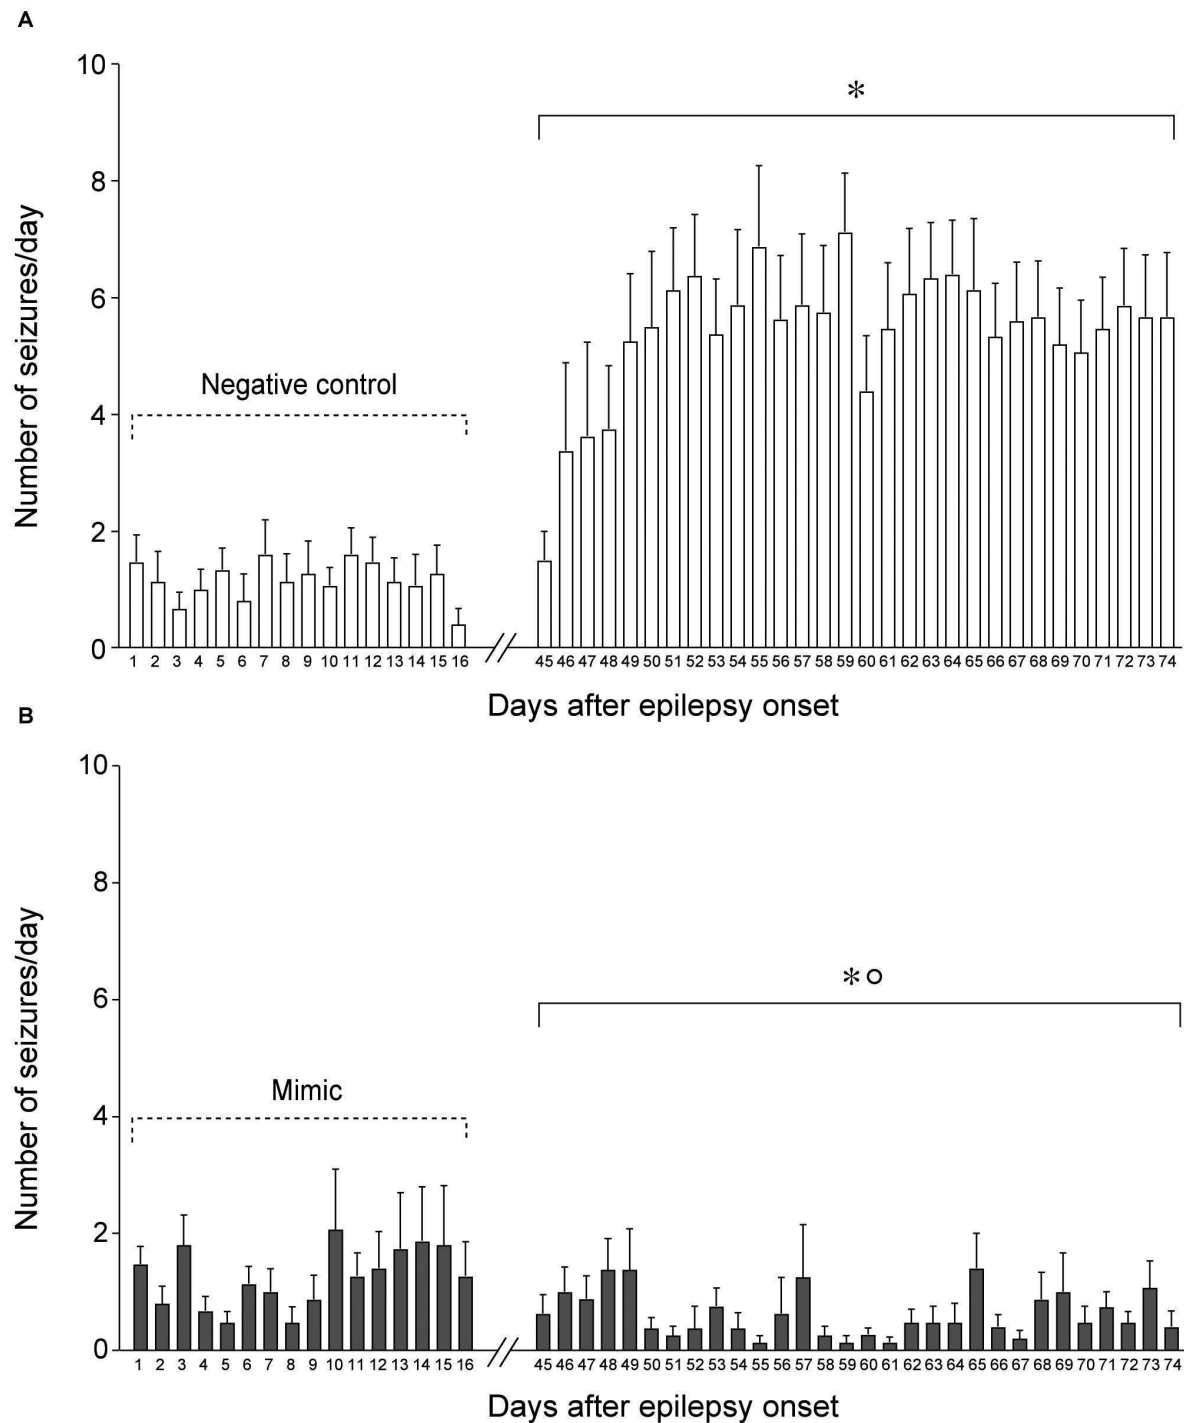 A
10
8
6
4
2
0
Number of seizures/day
Negative control
*
1 2 3 4 5 6 7 8 9 10 11 12 13 14 15 16 // 45 46 47 48 49 50 51 52 53 54 55 56 57 58 59 60 61 62 63 64 65 66 67 68 69 70 71 72 73 74
Days after epilepsy onset
B
10
8
6
4
2
0
Number of seizures/day
Mimic
* o
1 2 3 4 5 6 7 8 9 10 11 12 13 14 15 16 // 45 46 47 48 49 50 51 52 53 54 55 56 57 58 59 60 61 62 63 64 65 66 67 68 69 70 71 72 73 74
Days after epilepsy onset